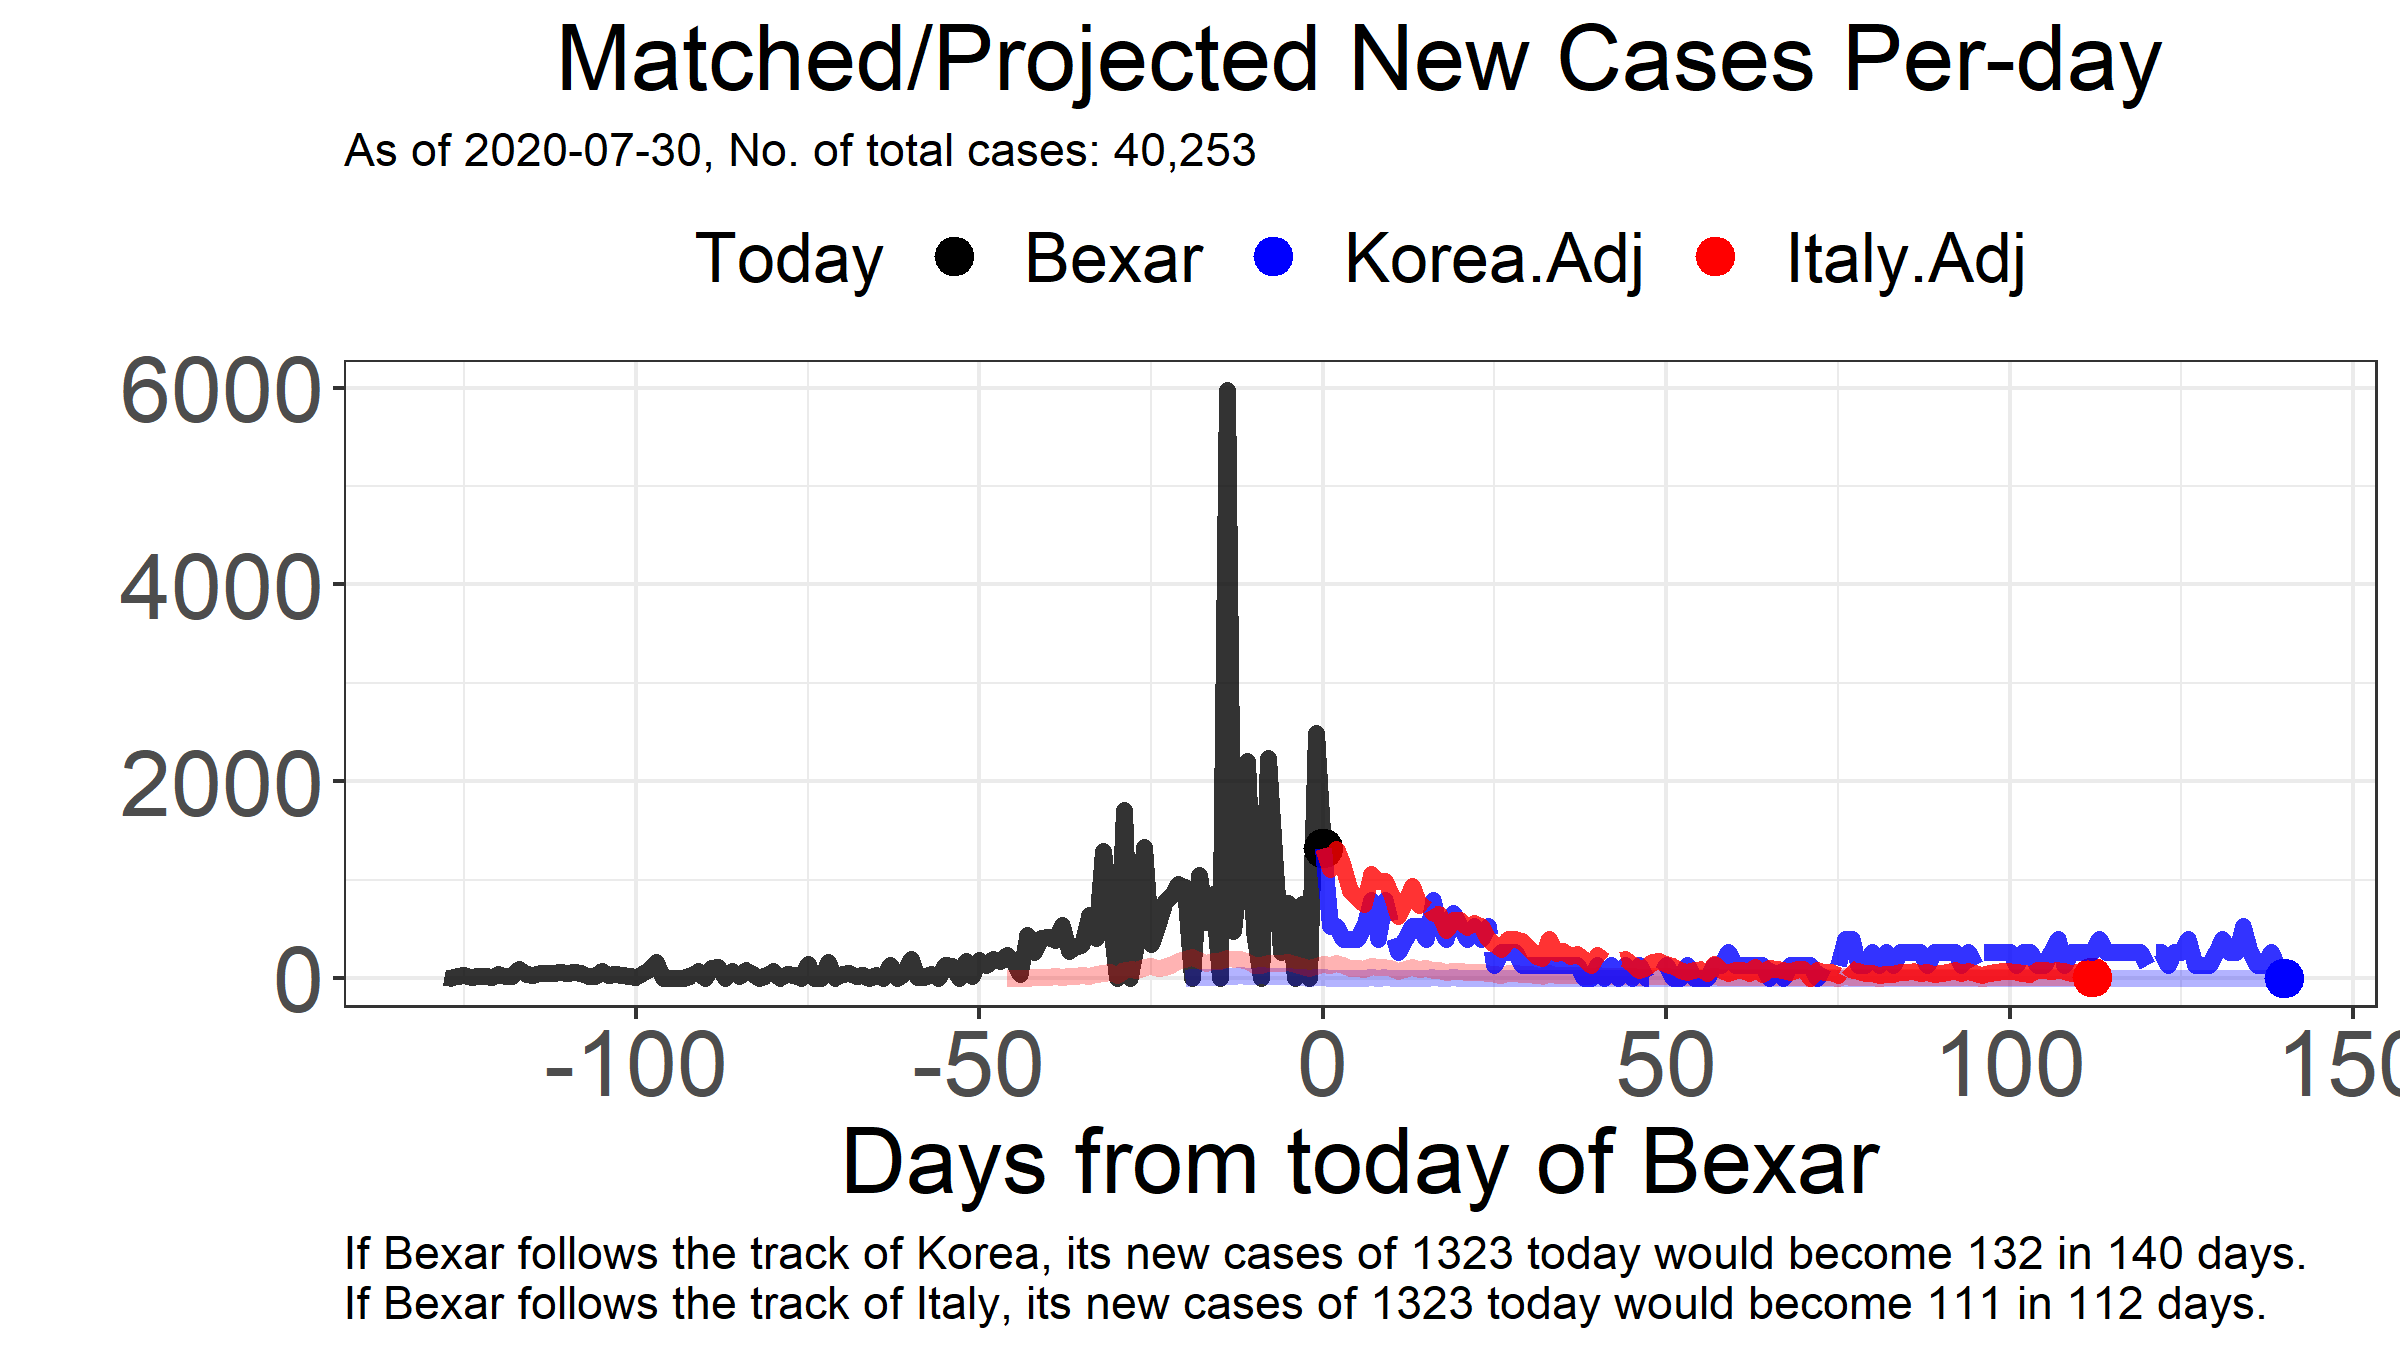 Matched/Projected New Cases Per-day
As of 2020-07-30, No. of total cases: 40,253
Today Bexar Korea.Adj Italy.Adj
6000
4000
2000
0
-100 -50 0 50 100 150
Days from today of Bexar
If Bexar follows the track of Korea, its new cases of 1323 today would become 132 in 140 days.
If Bexar follows the track of Italy, its new cases of 1323 today would become 111 in 112 days.